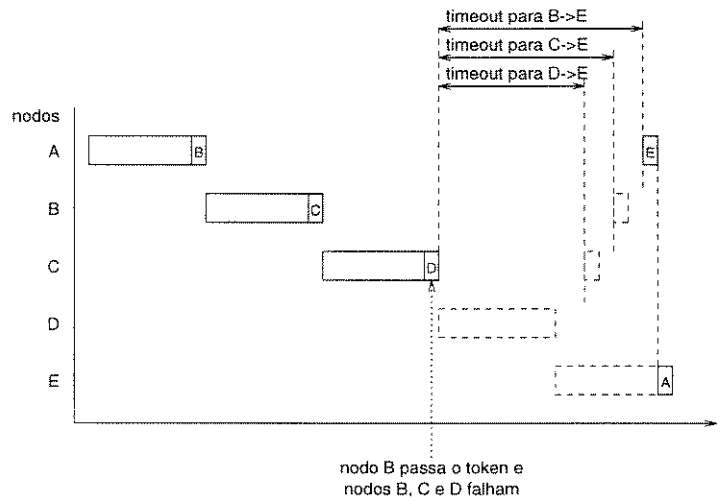 timeout para B->E
timeout para C->E
timeout para D->E
nodos
A
B
E
B
C
C
D
D
E
A
nodo B passa o token e
nodos B, C e D falham